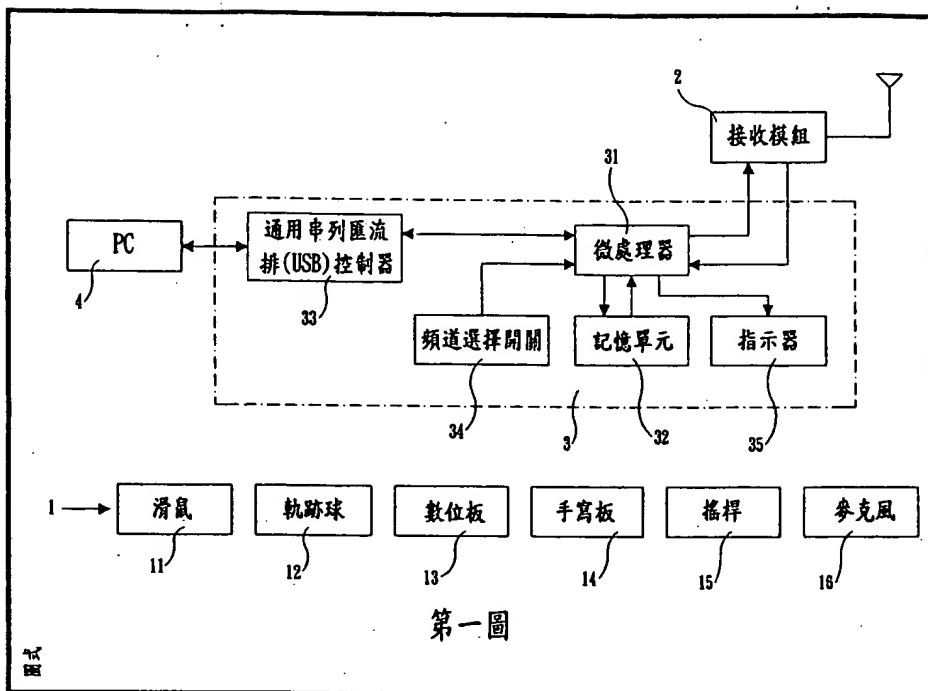 2
接收模組
31
微處理器
PC
4
通用串列匯流
排(USB)控制器
33
頻道選擇開關
34
記憶單元
32
指示器
35
3
1
滑鼠
11
軌跡球
12
數位板
13
手寫板
14
搖桿
15
麥克風
16
第一圖
圖式